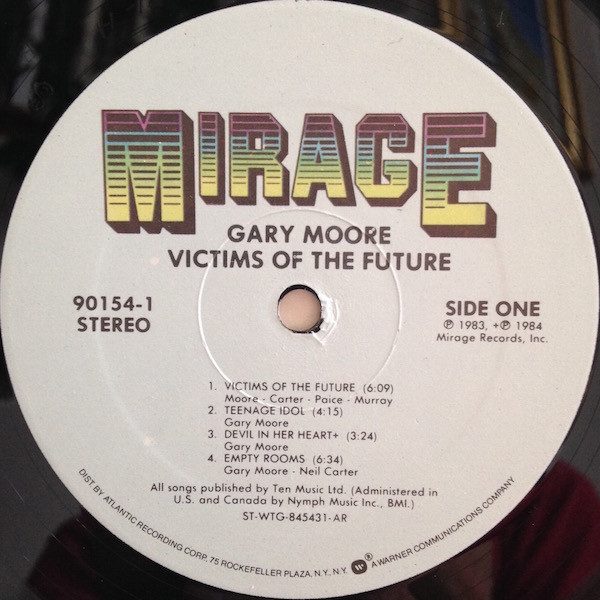 MIRAGE
GARY MOORE
VICTIMS OF THE FUTURE
90154-1
STEREO
SIDE ONE
℗ 1983, +℗ 1984
Mirage Records, Inc.
1. VICTIMS OF THE FUTURE (6:09)
Moore - Carter - Paice - Murray
2. TEENAGE IDOL (4:15)
Gary Moore
3. DEVIL IN HER HEART+ (3:24)
Gary Moore
4. EMPTY ROOMS (6:34)
Gary Moore - Neil Carter
All songs published by Ten Music Ltd. (Administered in
U.S. and Canada by Nymph Music Inc., BMI.)
ST-WTG-845431-AR
DIST. BY ATLANTIC RECORDING CORP. 75 ROCKEFELLER PLAZA, N.Y., N.Y. W ® A WARNER COMMUNICATIONS COMPANY